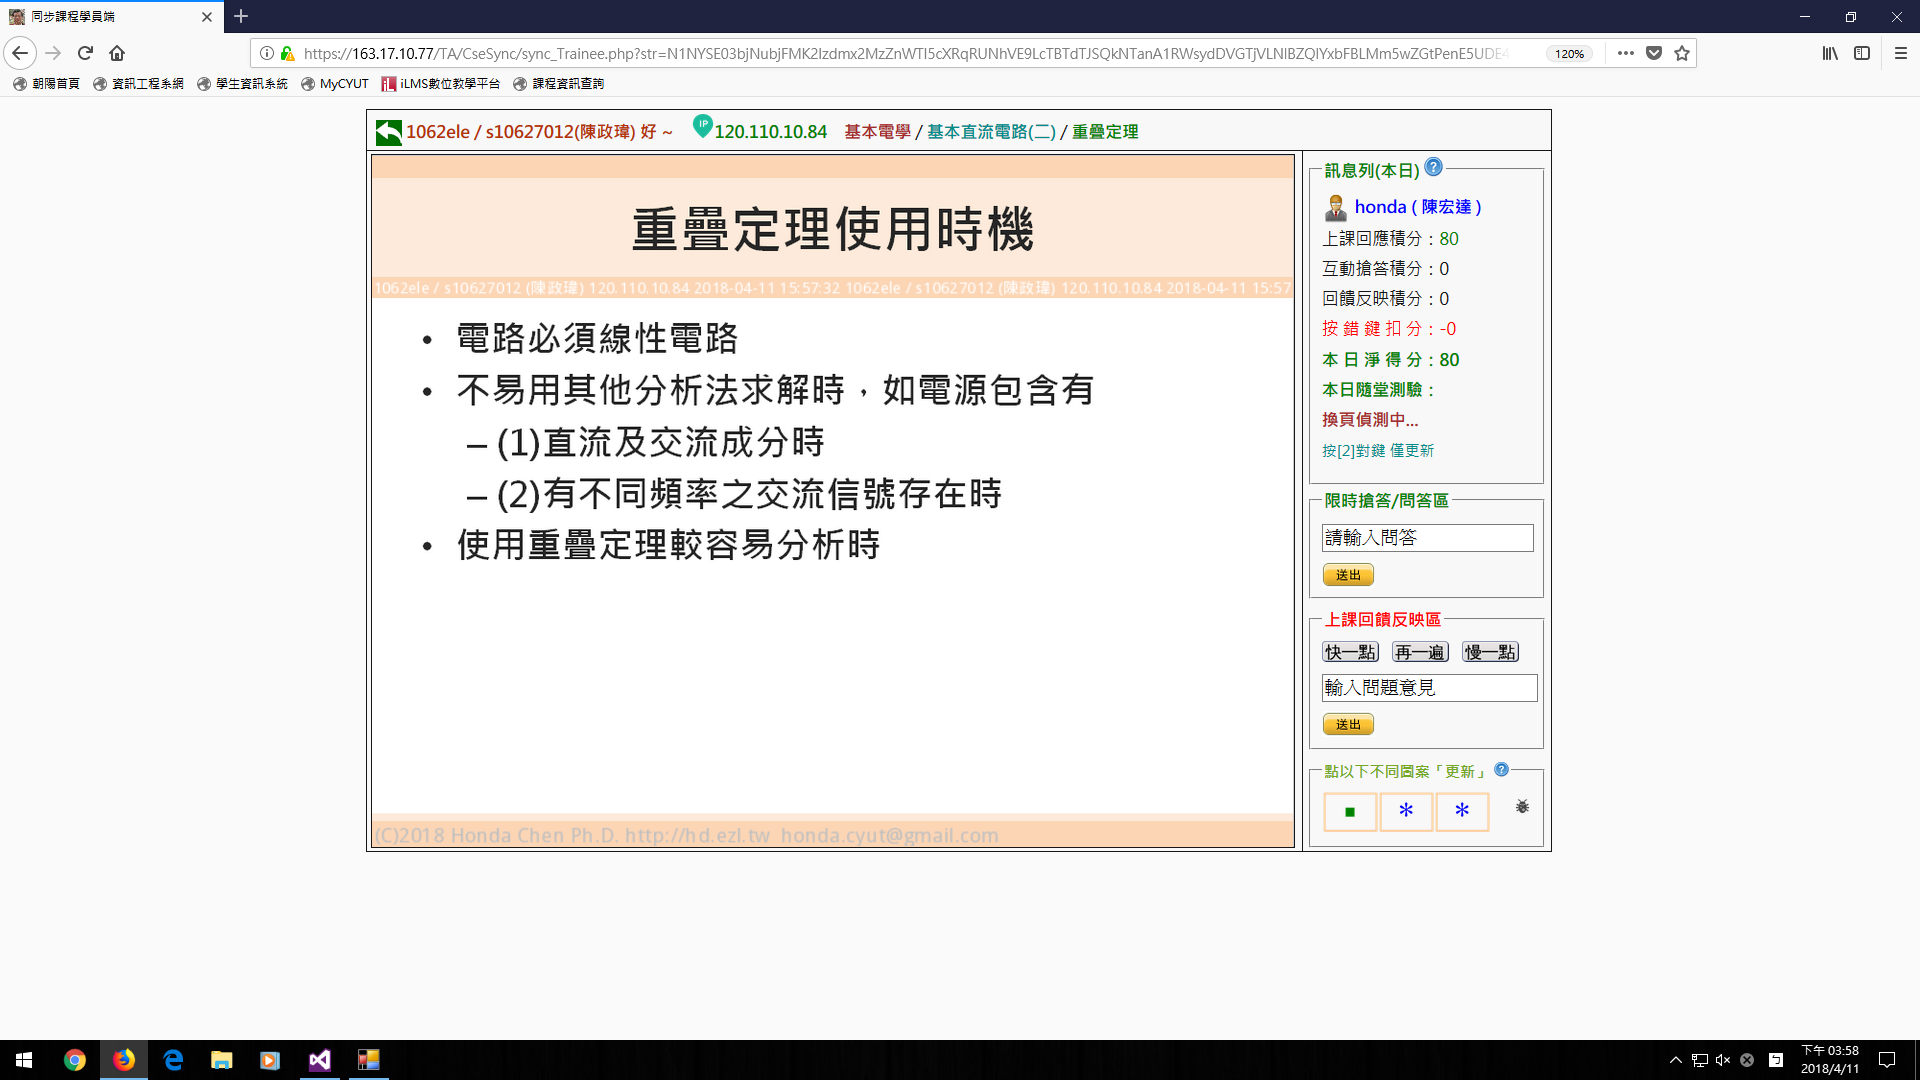 同步課程學員端
https://163.17.10.77/TA/CseSync/sync_Trainee.php?str=N1NYSE03bjNubjFMK2Izdmx2MzZnWTI5cXRqRUNhVE9LcTBTdTJSQkNTanA1RWsydDVGTjVLNlBZQlYxbFBLMm5wZGtPenE5UDE4
120%
朝陽首頁 資訊工程系網 學生資訊系統 MyCYUT iLMS數位教學平台 課程資訊查詢
1062ele / s10627012(陳政瑋) 好 ~ IP 120.110.10.84 基本電學 / 基本直流電路(二) / 重疊定理
重疊定理使用時機
1062ele / s10627012 (陳政瑋) 120.110.10.84 2018-04-11 15:57:32 1062ele / s10627012 (陳政瑋) 120.110.10.84 2018-04-11 15:57
• 電路必須線性電路
• 不易用其他分析法求解時，如電源包含有
– (1)直流及交流成分時
– (2)有不同頻率之交流信號存在時
• 使用重疊定理較容易分析時
(C)2018 Honda Chen Ph.D. http://hd.ezl.tw honda.cyut@gmail.com
訊息列(本日)
honda ( 陳宏達 )
上課回應積分：80
互動搶答積分：0
回饋反映積分：0
按 錯 鍵 扣 分：-0
本 日 淨 得 分：80
本日隨堂測驗：
換頁偵測中...
按[2]對鍵 僅更新
限時搶答/問答區
請輸入問答
送出
上課回饋反映區
快一點 再一遍 慢一點
輸入問題意見
送出
點以下不同圖案「更新」
■ * *
下午 03:58
2018/4/11